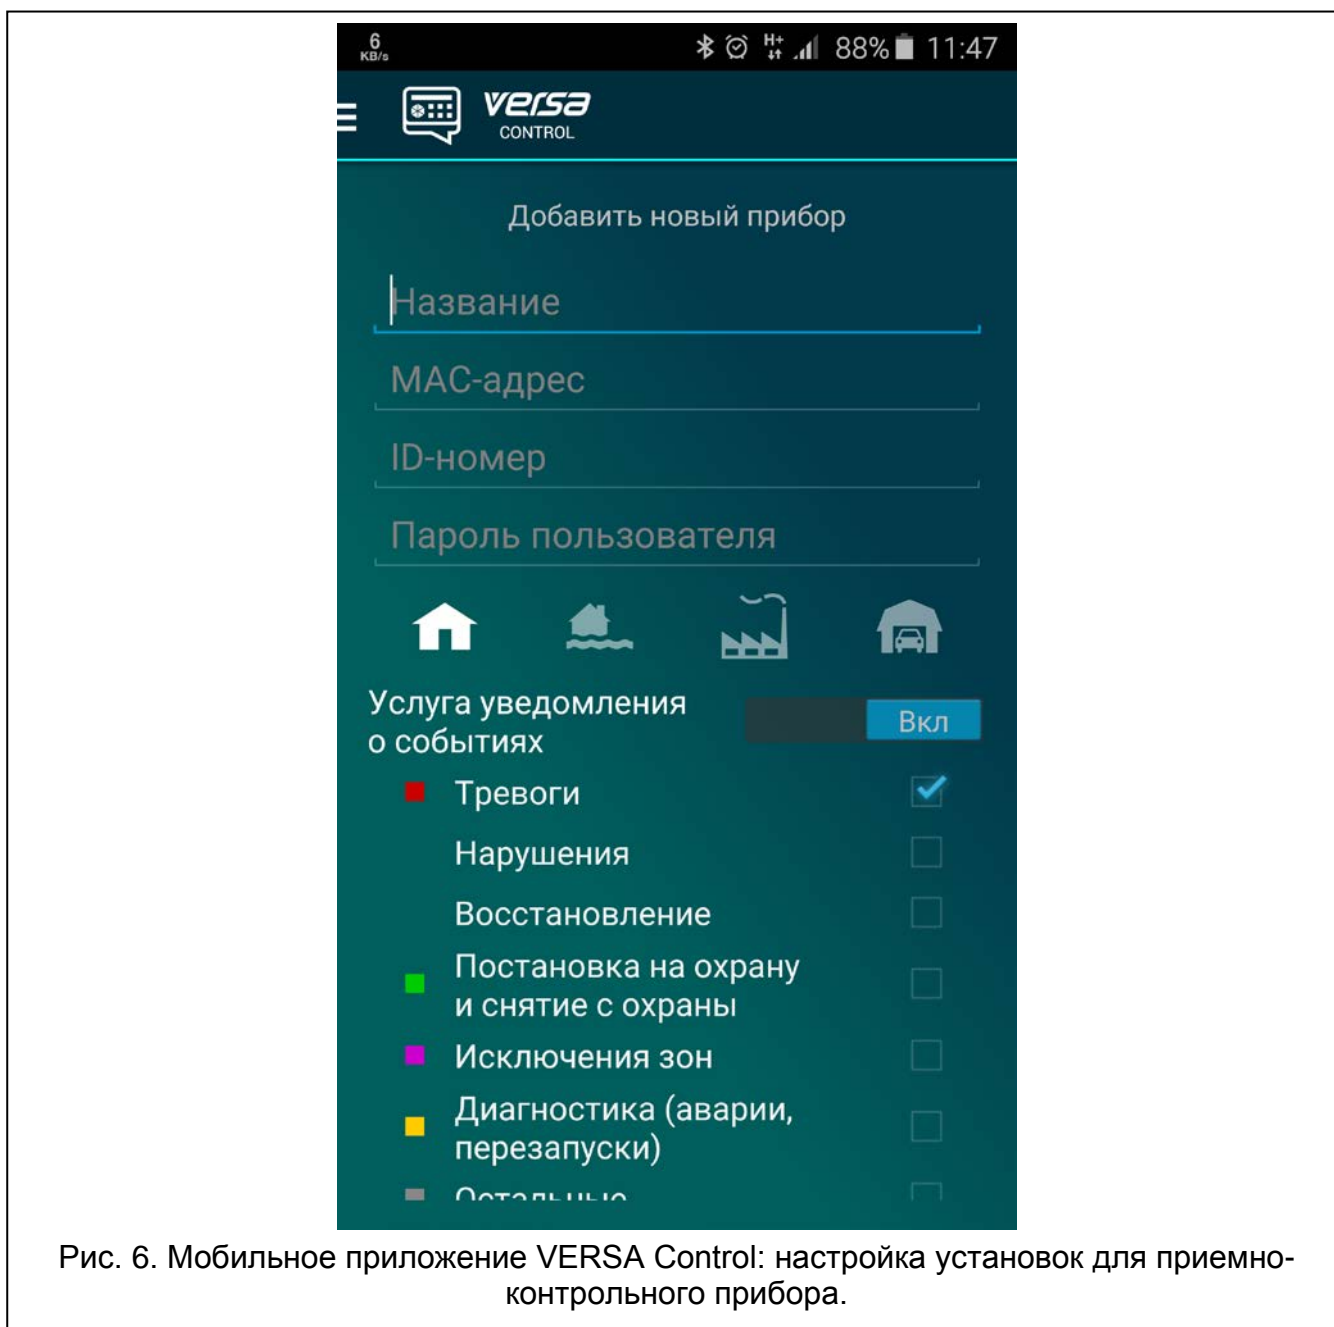 6
KB/s
H+
88% 11:47
versa
CONTROL
Добавить новый прибор
Название
MAC-адрес
ID-номер
Пароль пользователя
Услуга уведомления
о событиях
Вкл
Тревоги
Нарушения
Восстановление
Постановка на охрану
и снятие с охраны
Исключения зон
Диагностика (аварии,
перезапуски)
Остальные
Рис. 6. Мобильное приложение VERSA Control: настройка установок для приемно-
контрольного прибора.